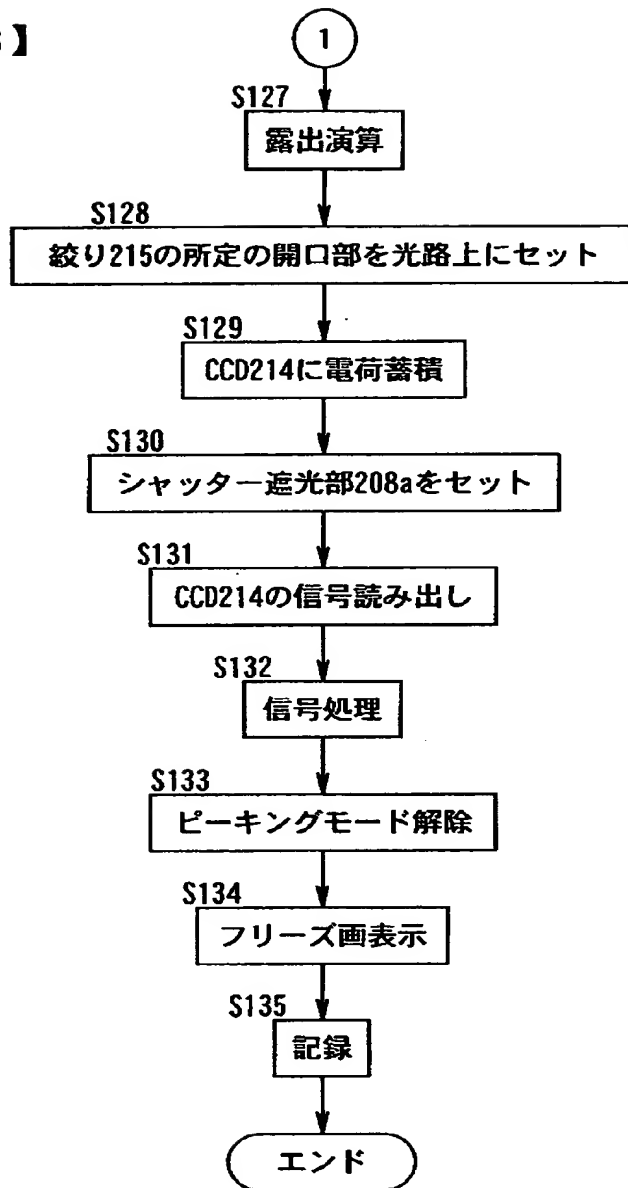 】
1
S127
露出演算
S128
絞り215の所定の開口部を光路上にセット
S129
CCD214に電荷蓄積
S130
シャッター遮光部208aをセット
S131
CCD214の信号読み出し
S132
信号処理
S133
ピーキングモード解除
S134
フリーズ画表示
S135
記録
エンド